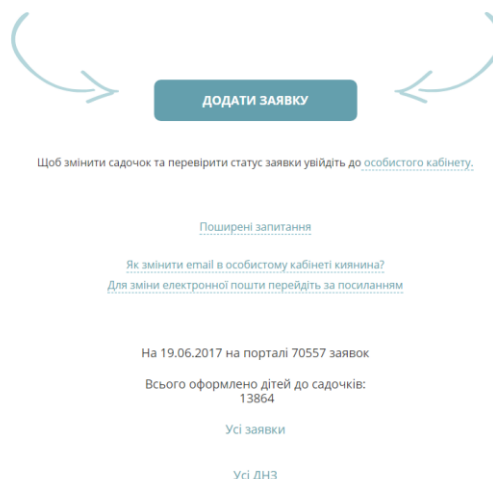 ДОДАТИ ЗАЯВКУ
Щоб змінити садочок та перевірити статус заявки увійдіть до особистого кабінету.
Поширені запитання
Як змінити email в особистому кабінеті киянина?
Для зміни електронної пошти перейдіть за посиланням
На 19.06.2017 на порталі 70557 заявок
Всього оформлено дітей до садочків:
13864
Усі заявки
Усі ДНЗ